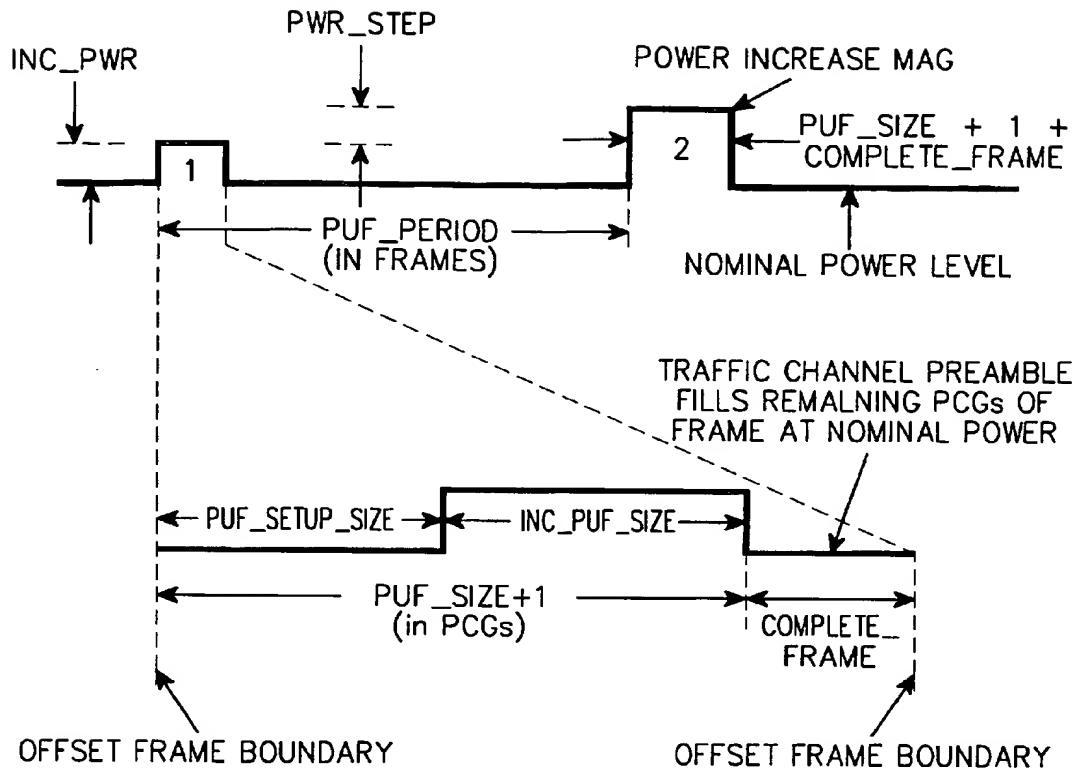 PWR_STEP
INC_PWR
POWER INCREASE MAG
1
2
PUF_SIZE + 1 +
COMPLETE_FRAME
PUF_PERIOD
(IN FRAMES)
NOMINAL POWER LEVEL
TRAFFIC CHANNEL PREAMBLE
FILLS REMALNING PCGs OF
FRAME AT NOMINAL POWER
PUF_SETUP_SIZE
INC_PUF_SIZE
PUF_SIZE+1
(in PCGs)
COMPLETE_
FRAME
OFFSET FRAME BOUNDARY
OFFSET FRAME BOUNDARY